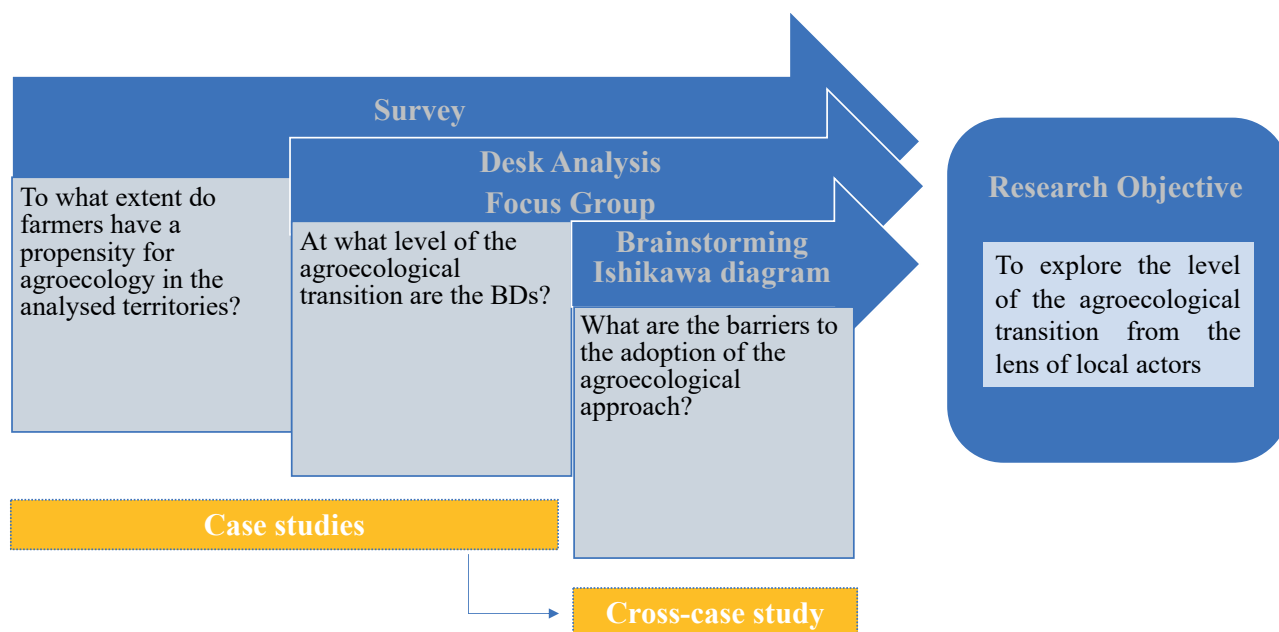 Survey
To what extent do
farmers have a
propensity for
agroecology in the
analysed territories?
Desk Analysis
Focus Group
At what level of the
agroecological
transition are the BDs?
Brainstorming
Ishikawa diagram
What are the barriers to
the adoption of the
agroecological
approach?
Research Objective
To explore the level
of the agroecological
transition from the
lens of local actors
Case studies
Cross-case study